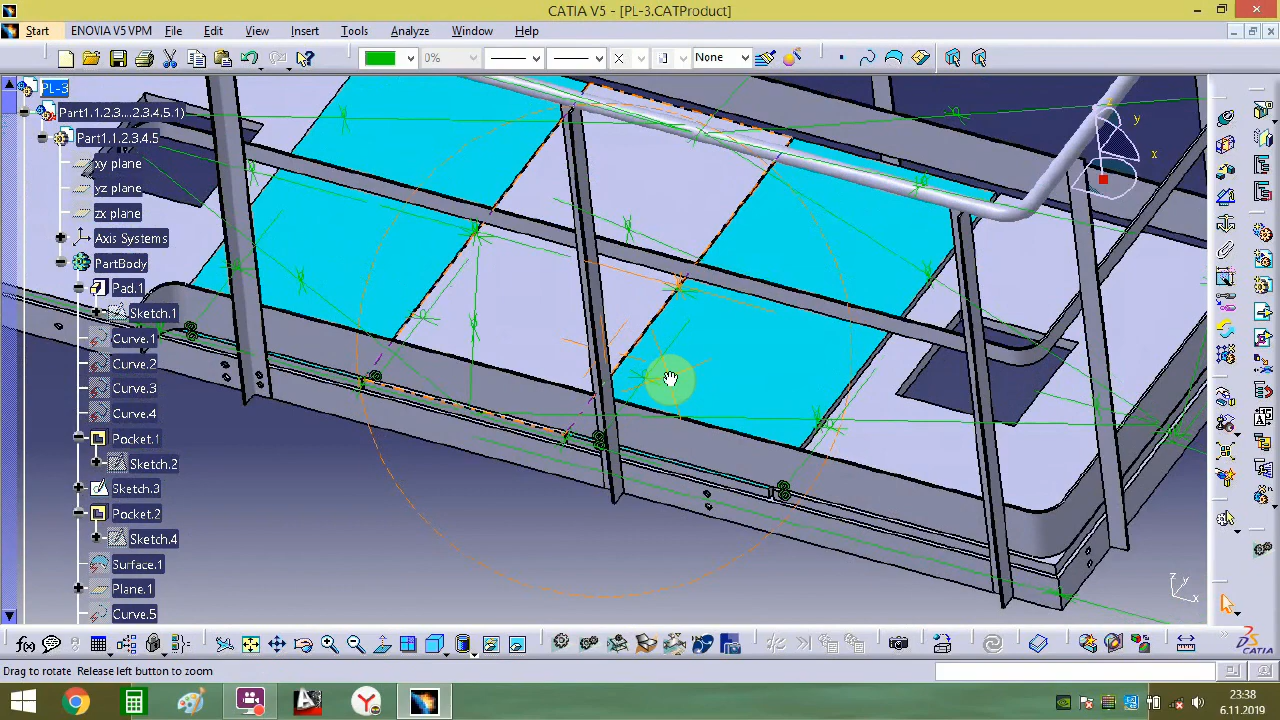 CATIA V5 - [PL-3.CATProduct]
Start ENOVIA V5 VPM File Edit View Insert Tools Analyze Window Help
0% None
PL-3
Part1.1.2.3....2.3.4.5.1)
Part1.1.2.3.4.5
xy plane
yz plane
zx plane
Axis Systems
PartBody
Pad.1
Sketch.1
Curve.1
Curve.2
Curve.3
Curve.4
Pocket.1
Sketch.2
Sketch.3
Pocket.2
Sketch.4
Surface.1
Plane.1
Curve.5
y
x
z y
x
f(x)
CATIA
Drag to rotate Release left button to zoom
23:38
6.11.2019